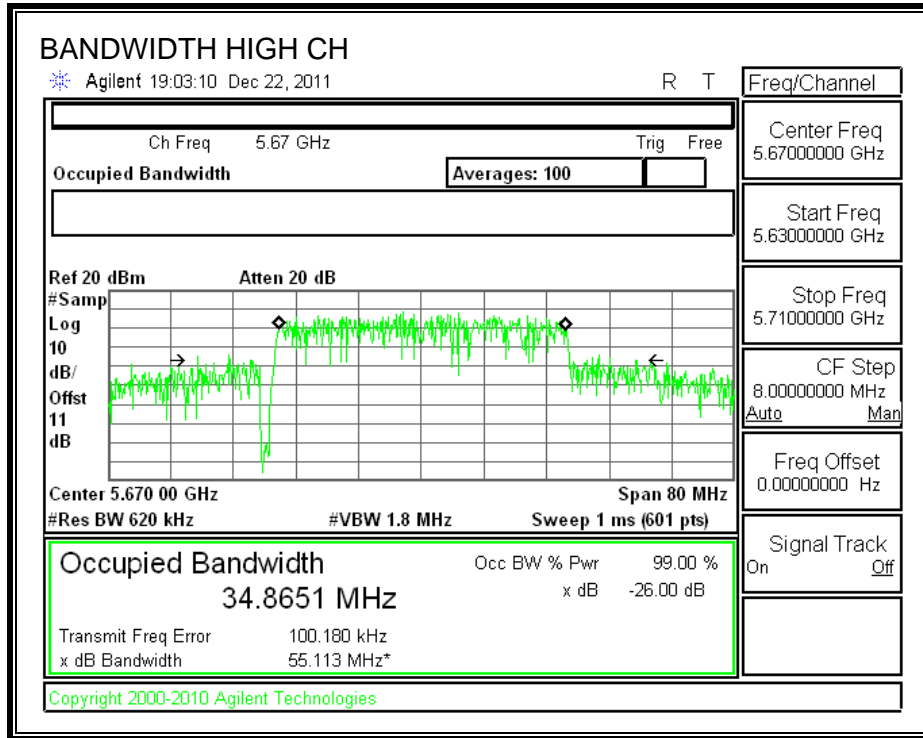 BANDWIDTH HIGH CH
Agilent 19:03:10 Dec 22, 2011 R T
Freq/Channel
Ch Freq 5.67 GHz Trig Free
Occupied Bandwidth Averages: 100
Center Freq
5.67000000 GHz
Start Freq
5.63000000 GHz
Stop Freq
5.71000000 GHz
CF Step
8.00000000 MHz
Auto Man
Freq Offset
0.00000000 Hz
Signal Track
On Off
Ref 20 dBm Atten 20 dB
#Samp
Log
10
dB/
Offst
11
dB
Center 5.670 00 GHz Span 80 MHz
#Res BW 620 kHz #VBW 1.8 MHz Sweep 1 ms (601 pts)
Occupied Bandwidth Occ BW % Pwr 99.00 %
34.8651 MHz x dB -26.00 dB
Transmit Freq Error 100.180 kHz
x dB Bandwidth 55.113 MHz*
Copyright 2000-2010 Agilent Technologies